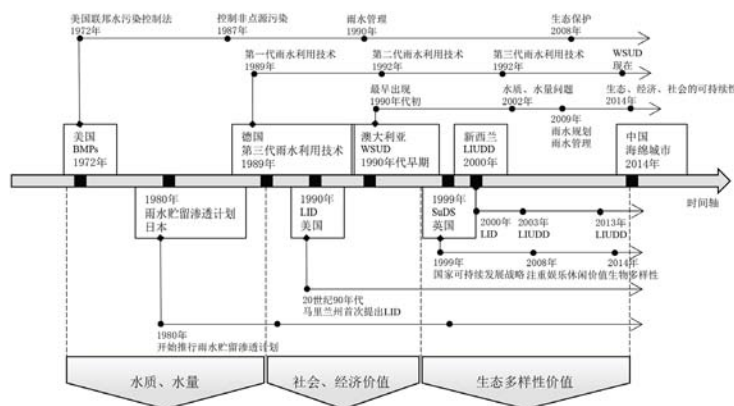 美国联邦水污染控制法
1972年
控制非点源污染
1987年
雨水管理
1990年
生态保护
2008年
第一代雨水利用技术
1989年
第二代雨水利用技术
1992年
第三代雨水利用技术
1992年
WSUD
现在
最早出现
1990年代初
水质、水量问题
2002年
2009年
雨水规划
雨水管理
生态、经济、社会的可持续性
2014年
美国
BMPs
1972年
德国
第三代雨水利用技术
1989年
澳大利亚
WSUD
1990年代早期
新西兰
LIUDD
2000年
中国
海绵城市
2014年
时间轴
1980年
雨水贮留渗透计划
日本
1990年
LID
美国
1999年
SuDS
英国
2000年
LID
2003年
LIUDD
2013年
LIUDD
1999年
国家可持续发展战略
2008年
注重娱乐休闲价值
2014年
生物多样性
20世纪90年代
马里兰州首次提出LID
1980年
开始推行雨水贮留渗透计划
水质、水量
社会、经济价值
生态多样性价值